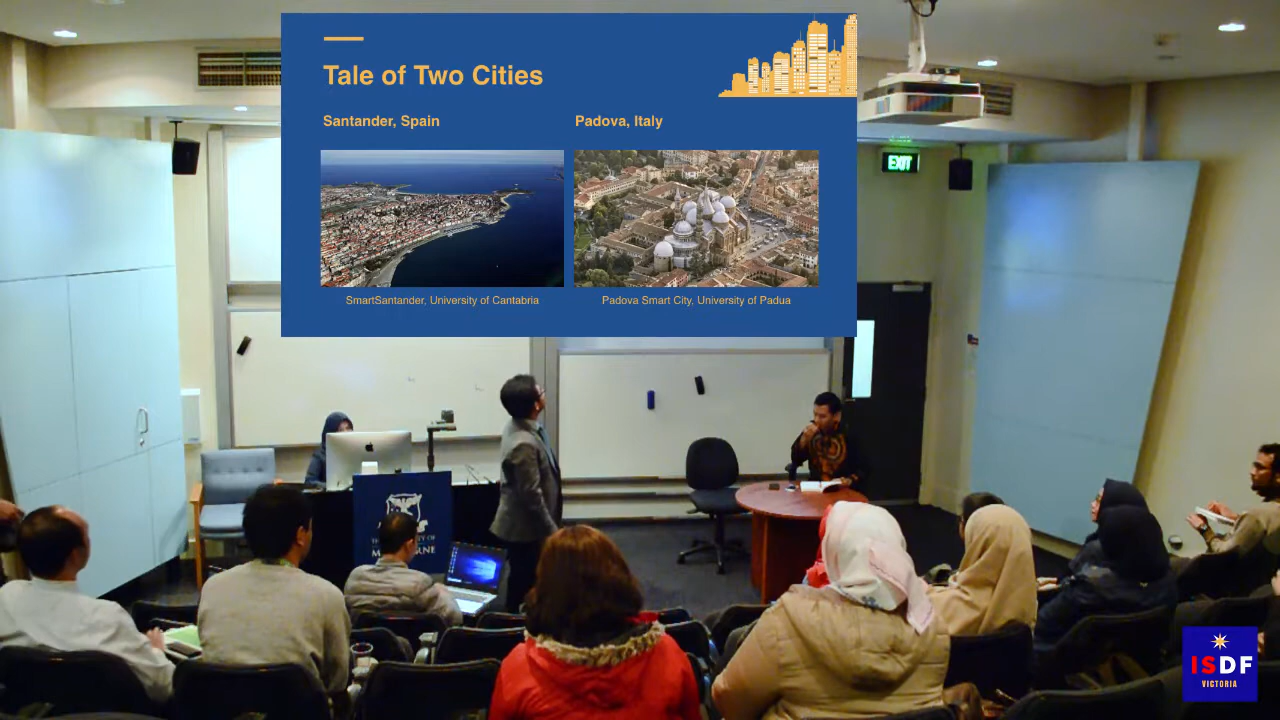 Tale of Two Cities
Santander, Spain
Padova, Italy
SmartSantander, University of Cantabria
Padova Smart City, University of Padua
EXIT
ISDF
VICTORIA